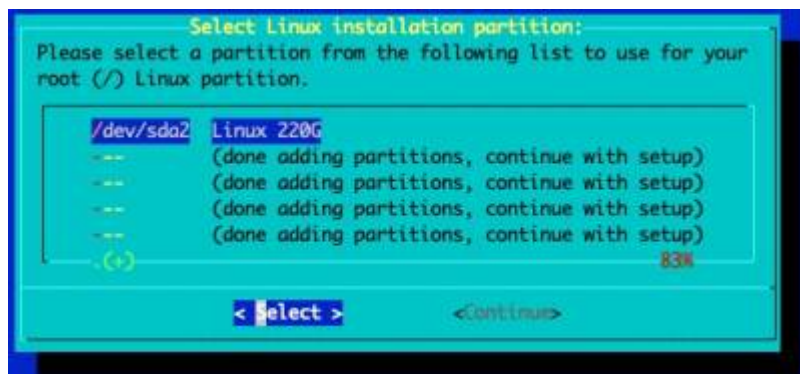 Select Linux installation partition:
Please select a partition from the following list to use for your
root (/) Linux partition.
/dev/sda2 Linux 220G
--- (done adding partitions, continue with setup)
--- (done adding partitions, continue with setup)
--- (done adding partitions, continue with setup)
--- (done adding partitions, continue with setup)
.(+) 83%
< Select > <Continue>